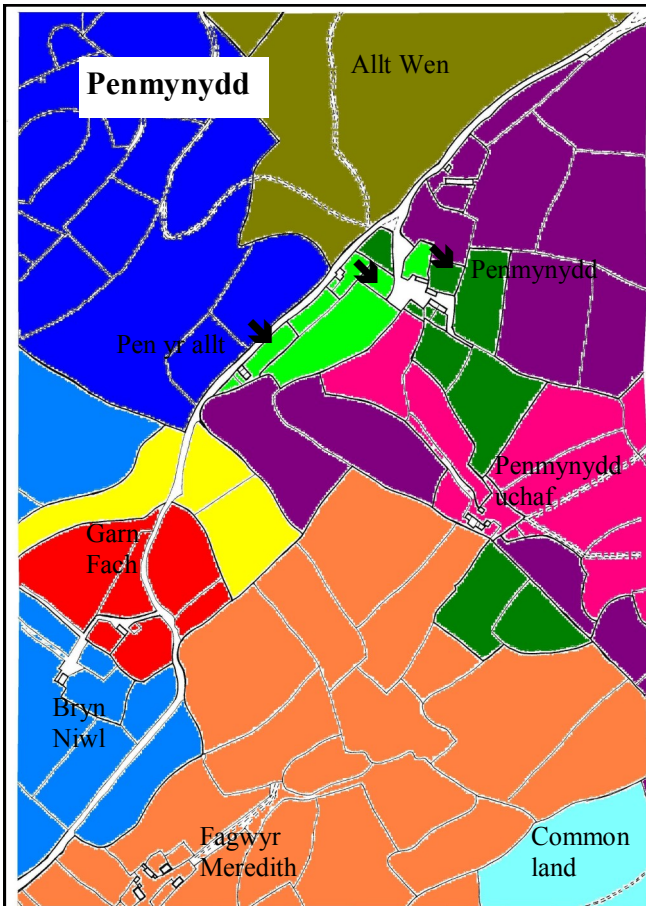 Allt Wen
Penmynydd
Penmynydd
Pen yr allt
Penmynydd
uchaf
Garn
Fach
Bryn
Niwl
Fagwyr
Meredith
Common
land